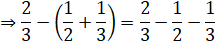 ⇒ 2/3 − (1/2 + 1/3) = 2/3 − 1/2 − 1/3